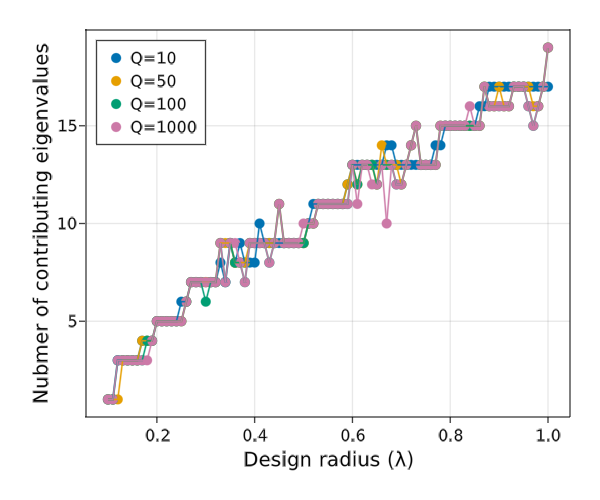 Nubmer of contributing eigenvalues
Q=10
Q=50
Q=100
Q=1000
15
10
5
0.2 0.4 0.6 0.8 1.0
Design radius (λ)